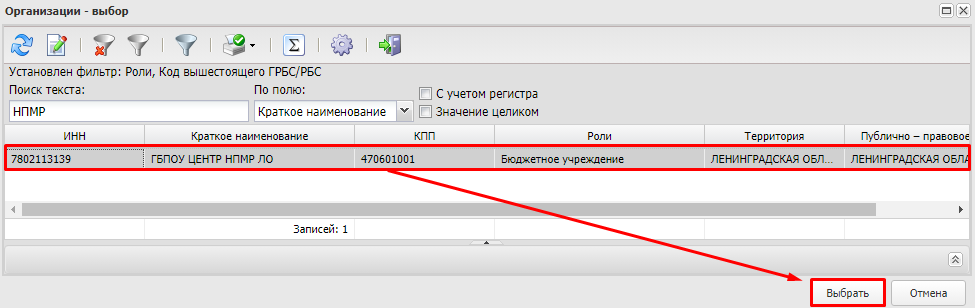 Организации - выбор
Установлен фильтр: Роли, Код вышестоящего ГРБС/РБС
Поиск текста: По полю: С учетом регистра
НПМР Краткое наименование Значение целиком
ИНН Краткое наименование КПП Роли Территория Публично – правовое
7802113139 ГБПОУ ЦЕНТР НПМР ЛО 470601001 Бюджетное учреждение ЛЕНИНГРАДСКАЯ ОБЛ... ЛЕНИНГРАДСКАЯ ОБЛА
Записей: 1
Выбрать Отмена